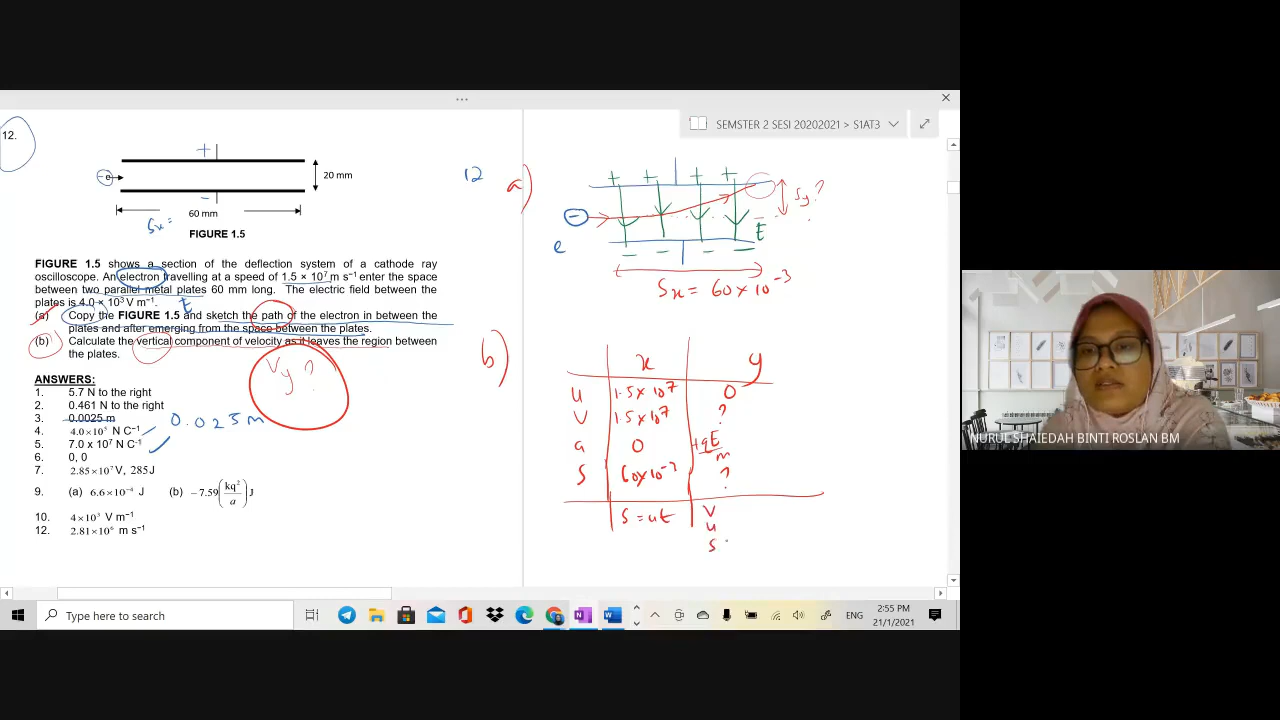 SEMSTER 2 SESI 20202021 > S1AT3
12.
+
-
20 mm
60 mm
Sx =
FIGURE 1.5
FIGURE 1.5 shows a section of the deflection system of a cathode ray
oscilloscope. An electron travelling at a speed of 1.5 × 10⁷ m s⁻¹ enter the space
between two parallel metal plates 60 mm long. The electric field between the
plates is 4.0 × 10³ V m⁻¹.
E
(a) Copy the FIGURE 1.5 and sketch the path of the electron in between the
plates and after emerging from the space between the plates.
(b) Calculate the vertical component of velocity as it leaves the region between
the plates.
Vy ?
ANSWERS:
1. 5.7 N to the right
2. 0.461 N to the right
3. 0.0025 m
0.025 m
4. 4.0×10⁵ N C⁻¹
5. 7.0 x 10⁷ N C⁻¹
6. 0, 0
7. 2.85×10⁷ V, 285J
9. (a) 6.6×10⁻⁴ J (b) −7.59(kq²/a)J
10. 4×10³ V m⁻¹
12. 2.81×10⁶ m s⁻¹
12 a)
+ + + +
Sy ?
- e
E
- - - -
Sx = 60 x 10⁻³
b)
x y
u 1.5 x 10⁷ 0
v 1.5 x 10⁷ ?
a 0 +qE/m
s 60x10⁻³ ?
s = ut v
u
s
NURUL SHAIEDAH BINTI ROSLAN BM
Type here to search
ENG
2:55 PM
21/1/2021